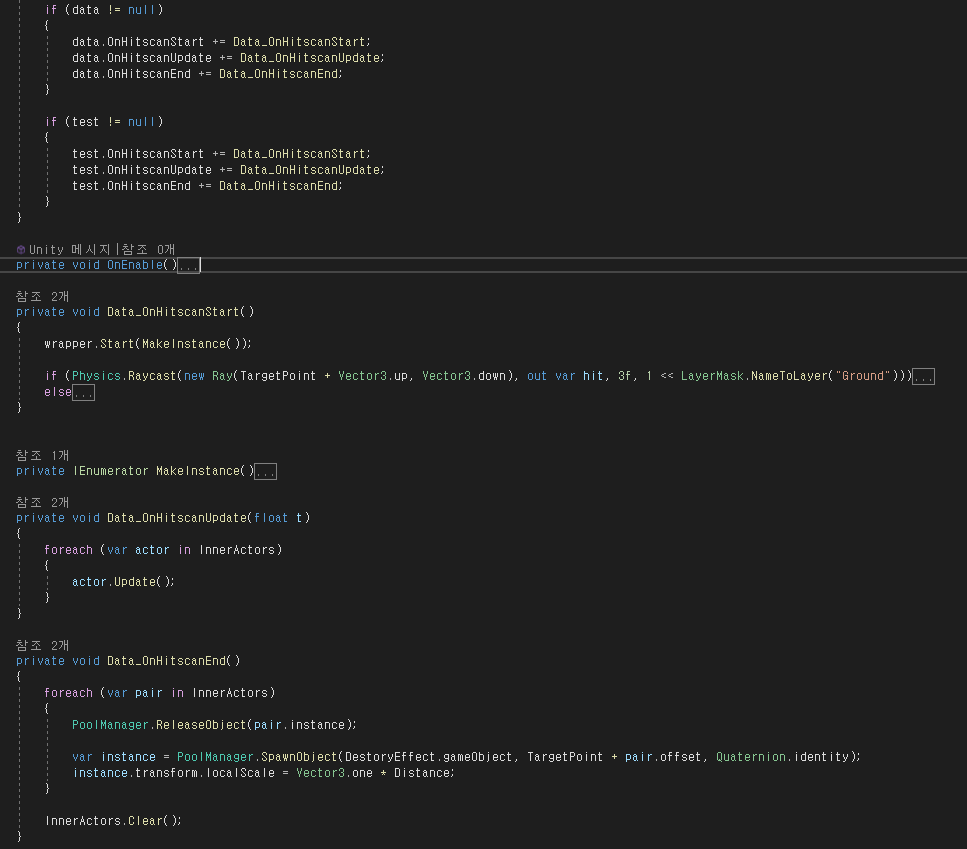 if (data != null)
{
data.OnHitscanStart += Data_OnHitscanStart;
data.OnHitscanUpdate += Data_OnHitscanUpdate;
data.OnHitscanEnd += Data_OnHitscanEnd;
}
if (test != null)
{
test.OnHitscanStart += Data_OnHitscanStart;
test.OnHitscanUpdate += Data_OnHitscanUpdate;
test.OnHitscanEnd += Data_OnHitscanEnd;
}
}
Unity 메시지|참조 0개
private void OnEnable()...
참조 2개
private void Data_OnHitscanStart()
{
wrapper.Start(MakeInstance());
if (Physics.Raycast(new Ray(TargetPoint + Vector3.up, Vector3.down), out var hit, 3f, 1 << LayerMask.NameToLayer("Ground")))...
else...
}
참조 1개
private IEnumerator MakeInstance()...
참조 2개
private void Data_OnHitscanUpdate(float t)
{
foreach (var actor in InnerActors)
{
actor.Update();
}
}
참조 2개
private void Data_OnHitscanEnd()
{
foreach (var pair in InnerActors)
{
PoolManager.ReleaseObject(pair.instance);
var instance = PoolManager.SpawnObject(DestoryEffect.gameObject, TargetPoint + pair.offset, Quaternion.identity);
instance.transform.localScale = Vector3.one * Distance;
}
InnerActors.Clear();
}